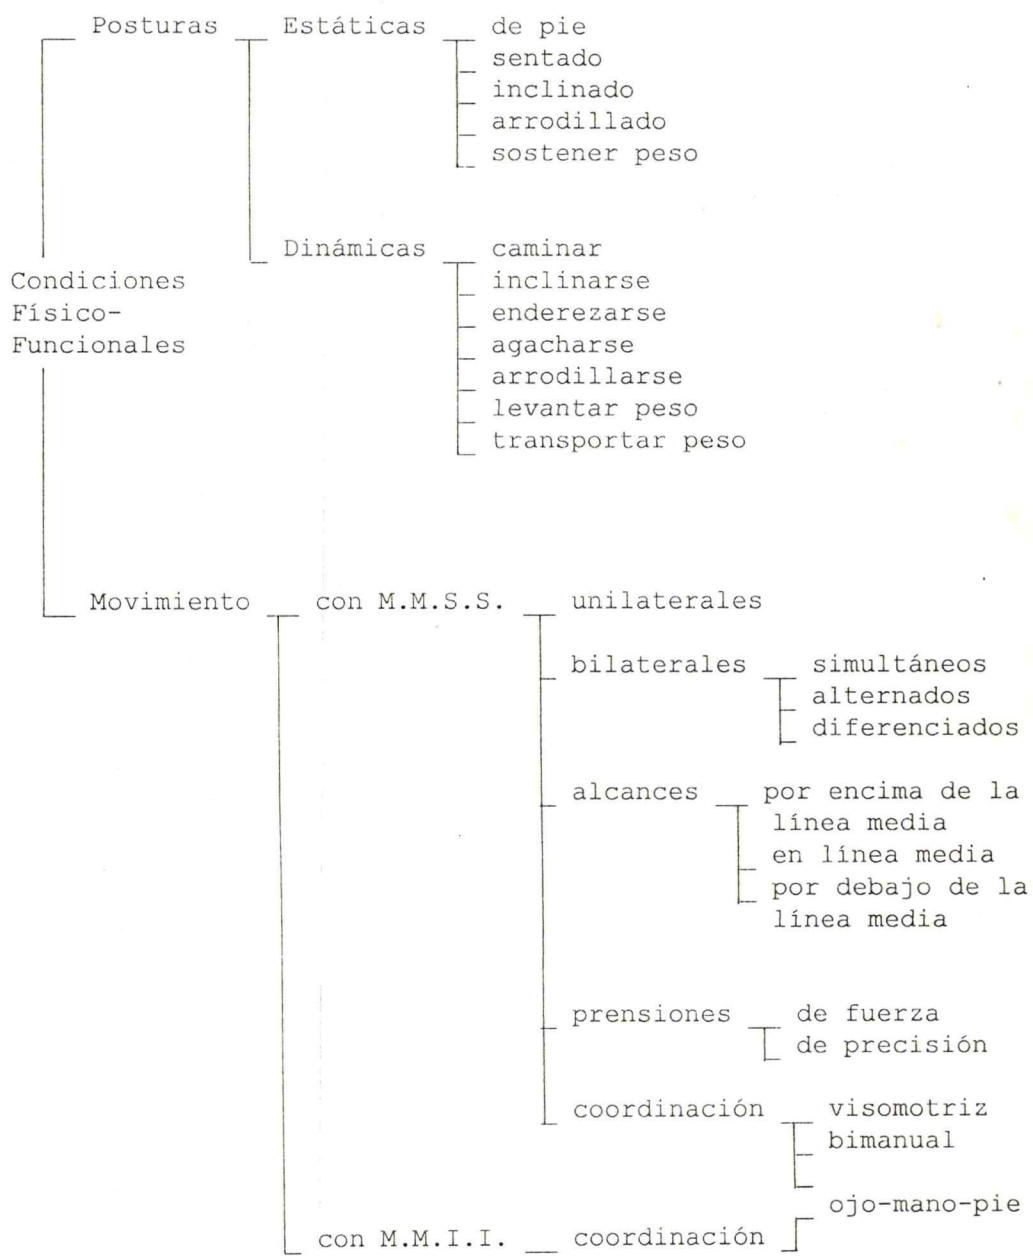 Posturas Estáticas de pie
sentado
inclinado
arrodillado
sostener peso
Dinámicas caminar
Condiciones inclinarse
Físico- enderezarse
Funcionales agacharse
arrodillarse
levantar peso
transportar peso
Movimiento con M.M.S.S. unilaterales
bilaterales simultáneos
alternados
diferenciados
alcances por encima de la
línea media
en línea media
por debajo de la
línea media
prensiones de fuerza
de precisión
coordinación visomotriz
bimanual
ojo-mano-pie
con M.M.I.I. coordinación